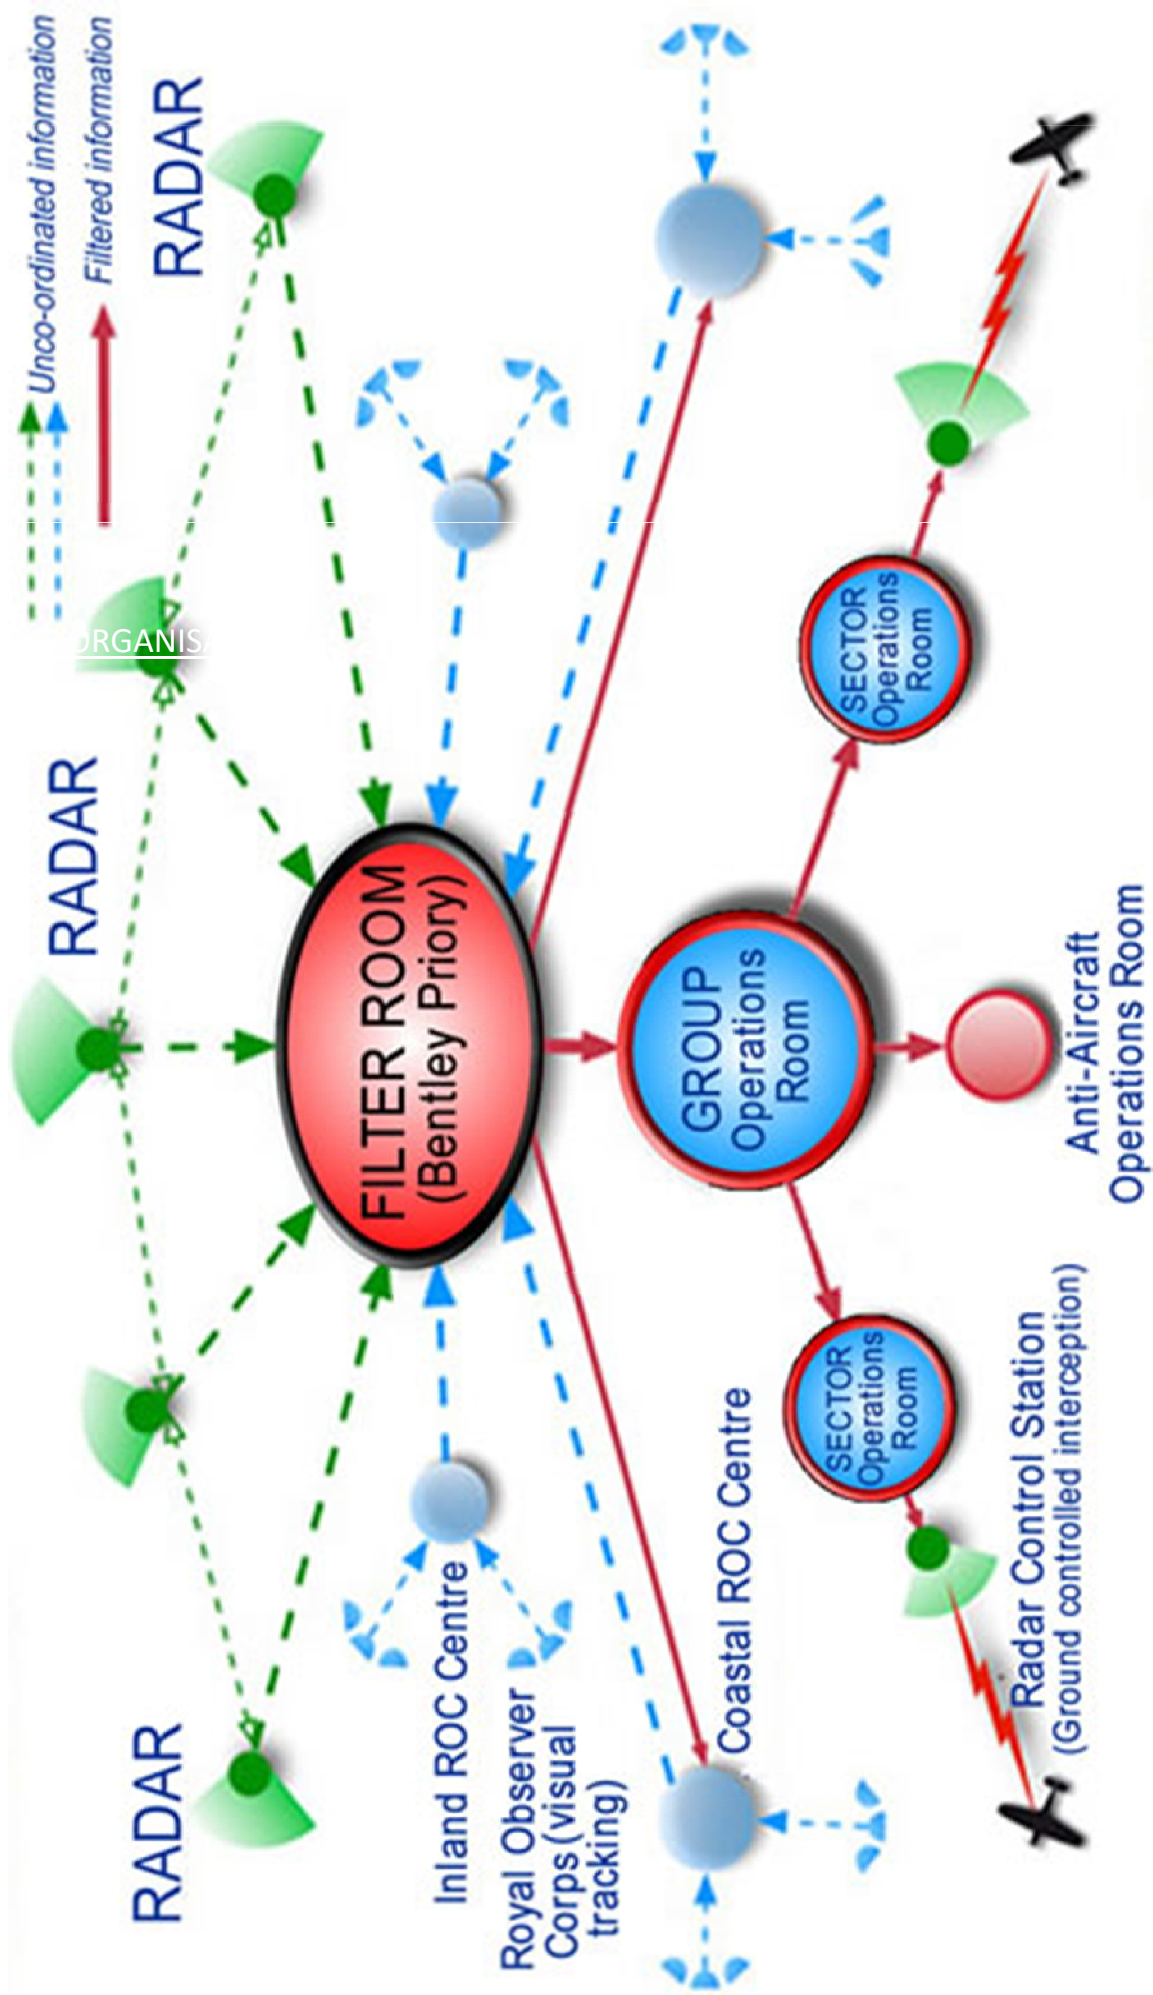 Unco-ordinated information
Filtered information
RADAR
RADAR
RADAR
ORGANISA
FILTER ROOM
(Bentley Priory)
Inland ROC Centre
Royal Observer
Corps (visual
tracking)
GROUP
Operations
Room
Coastal ROC Centre
SECTOR
Operations
Room
SECTOR
Operations
Room
Radar Control Station
(Ground controlled interception)
Anti-Aircraft
Operations Room